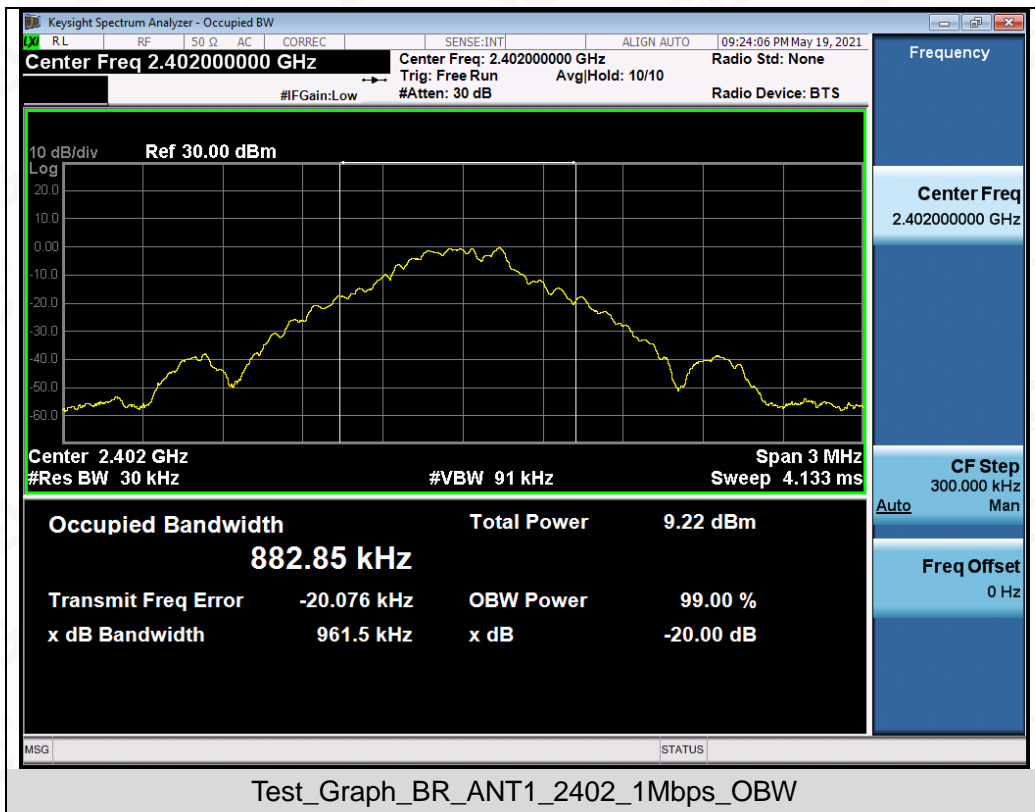 Keysight Spectrum Analyzer - Occupied BW
LXI RL RF 50 Ω AC CORREC SENSE:INT ALIGN AUTO 09:24:06 PM May 19, 2021
Center Freq 2.402000000 GHz Center Freq: 2.402000000 GHz Radio Std: None
Trig: Free Run Avg|Hold: 10/10
#IFGain:Low #Atten: 30 dB Radio Device: BTS
10 dB/div Ref 30.00 dBm
Log
20.0
10.0
0.00
-10.0
-20.0
-30.0
-40.0
-50.0
-60.0
Center 2.402 GHz Span 3 MHz
#Res BW 30 kHz #VBW 91 kHz Sweep 4.133 ms
Occupied Bandwidth Total Power 9.22 dBm
882.85 kHz
Transmit Freq Error -20.076 kHz OBW Power 99.00 %
x dB Bandwidth 961.5 kHz x dB -20.00 dB
Frequency
Center Freq
2.402000000 GHz
CF Step
300.000 kHz
Auto Man
Freq Offset
0 Hz
MSG STATUS
Test_Graph_BR_ANT1_2402_1Mbps_OBW